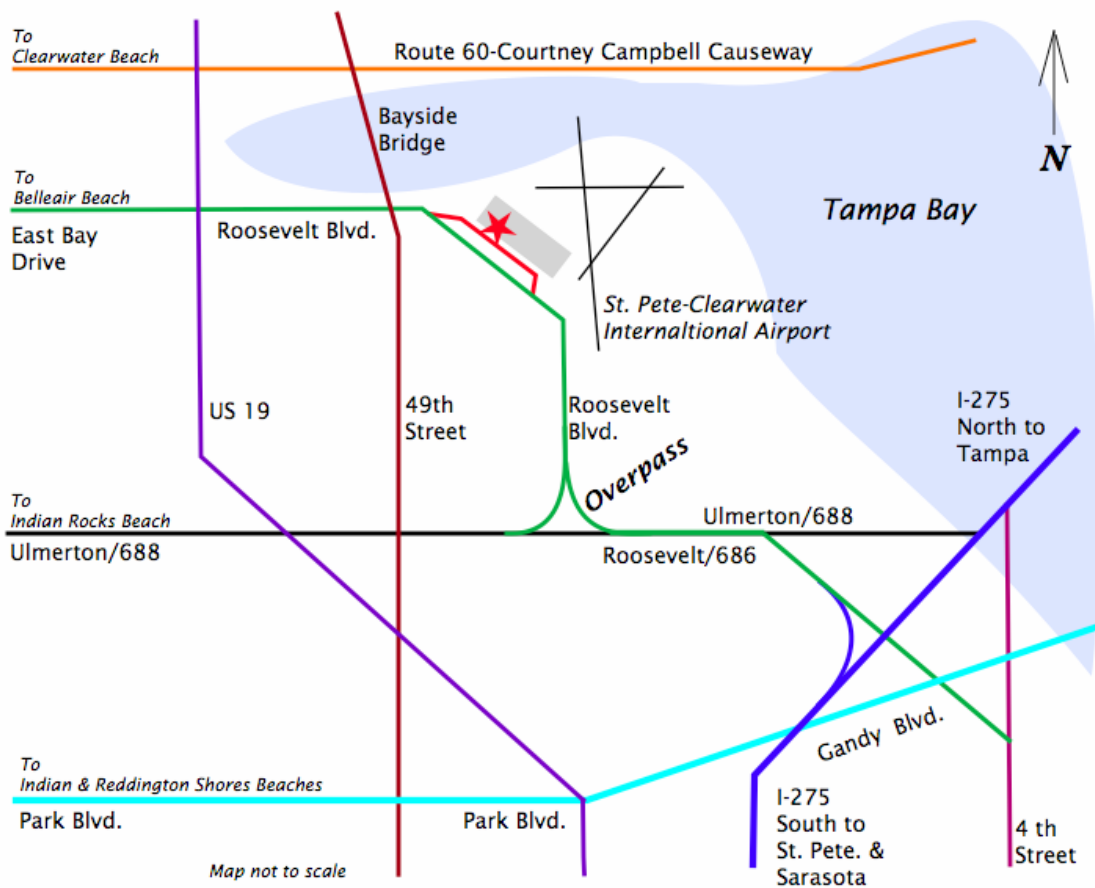 To
Clearwater Beach
Route 60-Courtney Campbell Causeway
Bayside
Bridge
N
To
Belleair Beach
East Bay
Drive
Roosevelt Blvd.
Tampa Bay
St. Pete-Clearwater
Internaltional Airport
US 19
49th
Street
Roosevelt
Blvd.
Overpass
I-275
North to
Tampa
To
Indian Rocks Beach
Ulmerton/688
Ulmerton/688
Roosevelt/686
Gandy Blvd.
To
Indian & Reddington Shores Beaches
Park Blvd.
Park Blvd.
I-275
South to
St. Pete. &
Sarasota
4 th
Street
Map not to scale